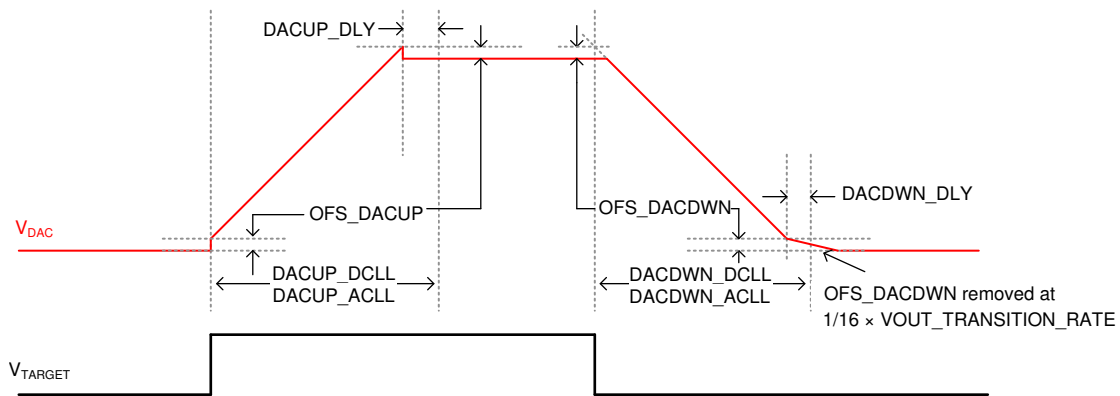 DACUP_DLY
DACDWN_DLY
OFS_DACUP
OFS_DACDWN
VDAC
DACUP_DCLL
DACUP_ACLL
DACDWN_DCLL
DACDWN_ACLL
OFS_DACDWN removed at
1/16 × VOUT_TRANSITION_RATE
VTARGET